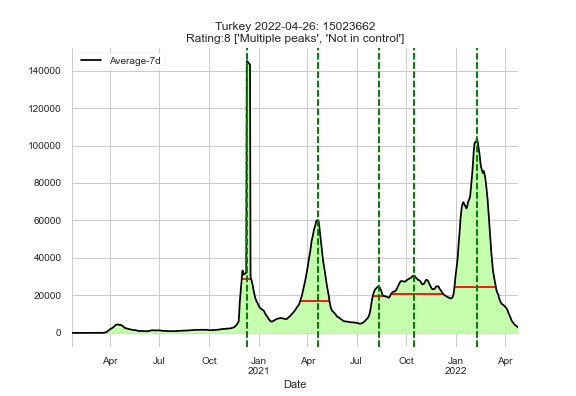 Turkey 2022-04-26: 15023662
Rating:8 ['Multiple peaks', 'Not in control']
Average-7d
140000
120000
100000
80000
60000
40000
20000
0
Apr Jul Oct Jan Apr Jul Oct Jan Apr
2021 2022
Date